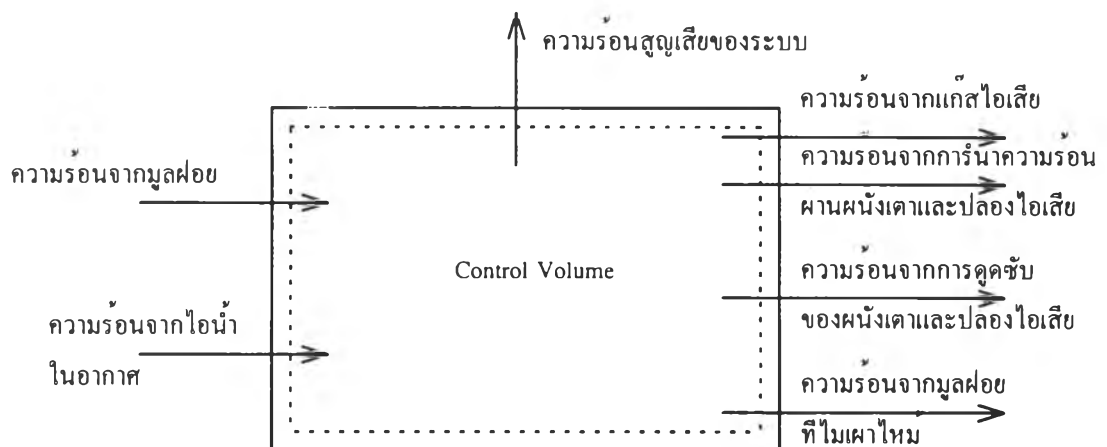 ความร้อนสูญเสียของระบบ
ความร้อนจากแก๊สไอเสีย
ความร้อนจากการนำความร้อน
ผ่านผนังเตาและปล่องไอเสีย
ความร้อนจากมูลฝอย
Control Volume
ความร้อนจากการดูดซับ
ของผนังเตาและปล่องไอเสีย
ความร้อนจากไอน้ำ
ในอากาศ
ความร้อนจากมูลฝอย
ที่ไม่เผาไหม้